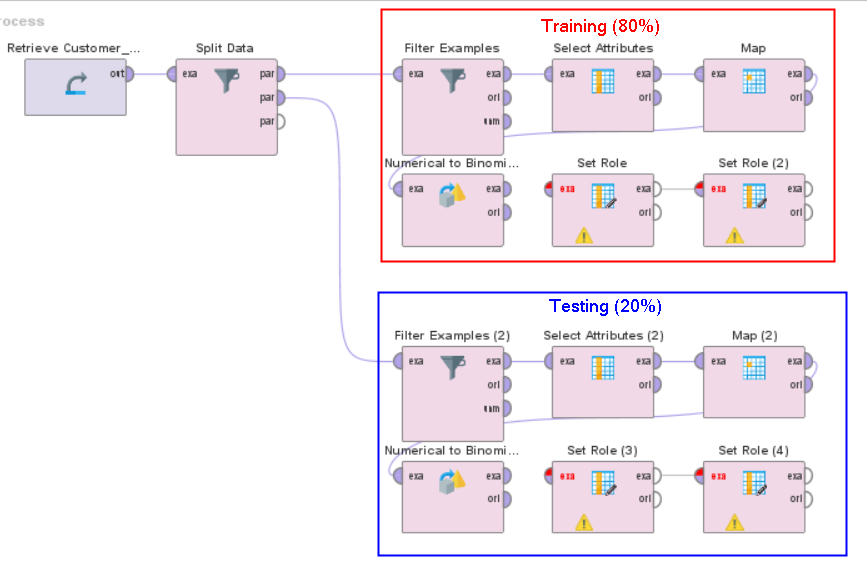 rocess
Training (80%)
Retrieve Customer_... Split Data Filter Examples Select Attributes Map
out exa par exa exa exa exa exa exa
par ori ori ori
par unm
Numerical to Binomi... Set Role Set Role (2)
exa exa exa exa exa exa
ori ori ori
Testing (20%)
Filter Examples (2) Select Attributes (2) Map (2)
exa exa exa exa exa exa
ori ori ori
unm
Numerical to Binomi... Set Role (3) Set Role (4)
exa exa exa exa exa exa
ori ori ori